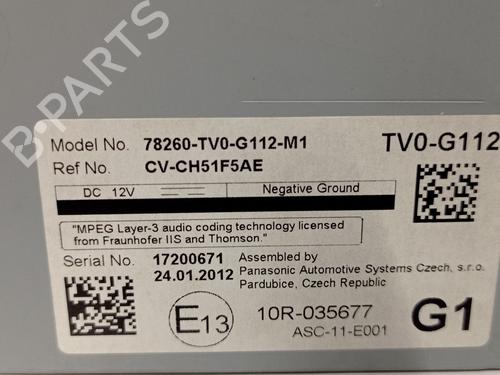 B-PARTS
Model No. 78260-TV0-G112-M1
TV0-G112
Ref No. CV-CH51F5AE
DC 12V
Negative Ground
"MPEG Layer-3 audio coding technology licensed
from Fraunhofer IIS and Thomson."
Serial No. 17200671
24.01.2012
Assembled by
Panasonic Automotive Systems Czech, s.r.o.
Pardubice, Czech Republic
E13
10R-035677
ASC-11-E001
G1